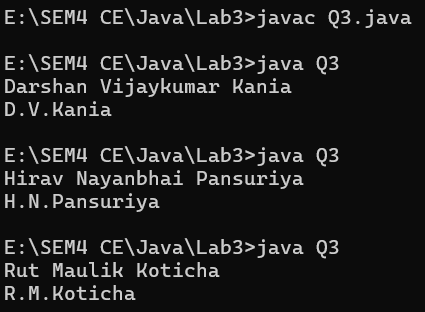 E:\SEM4 CE\Java\Lab3>javac Q3.java
E:\SEM4 CE\Java\Lab3>java Q3
Darshan Vijaykumar Kania
D.V.Kania
E:\SEM4 CE\Java\Lab3>java Q3
Hirav Nayanbhai Pansuriya
H.N.Pansuriya
E:\SEM4 CE\Java\Lab3>java Q3
Rut Maulik Koticha
R.M.Koticha